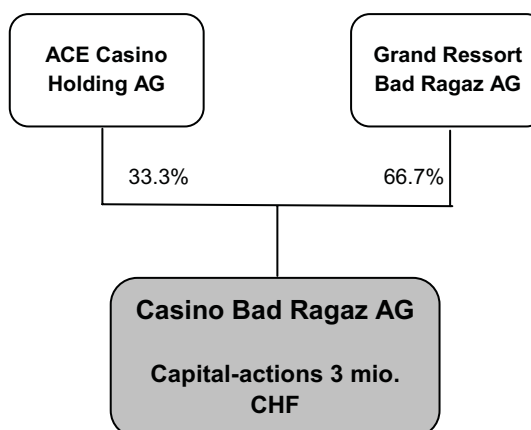 ACE Casino
Holding AG
Grand Ressort
Bad Ragaz AG
33.3%
66.7%
Casino Bad Ragaz AG
Capital-actions 3 mio.
CHF